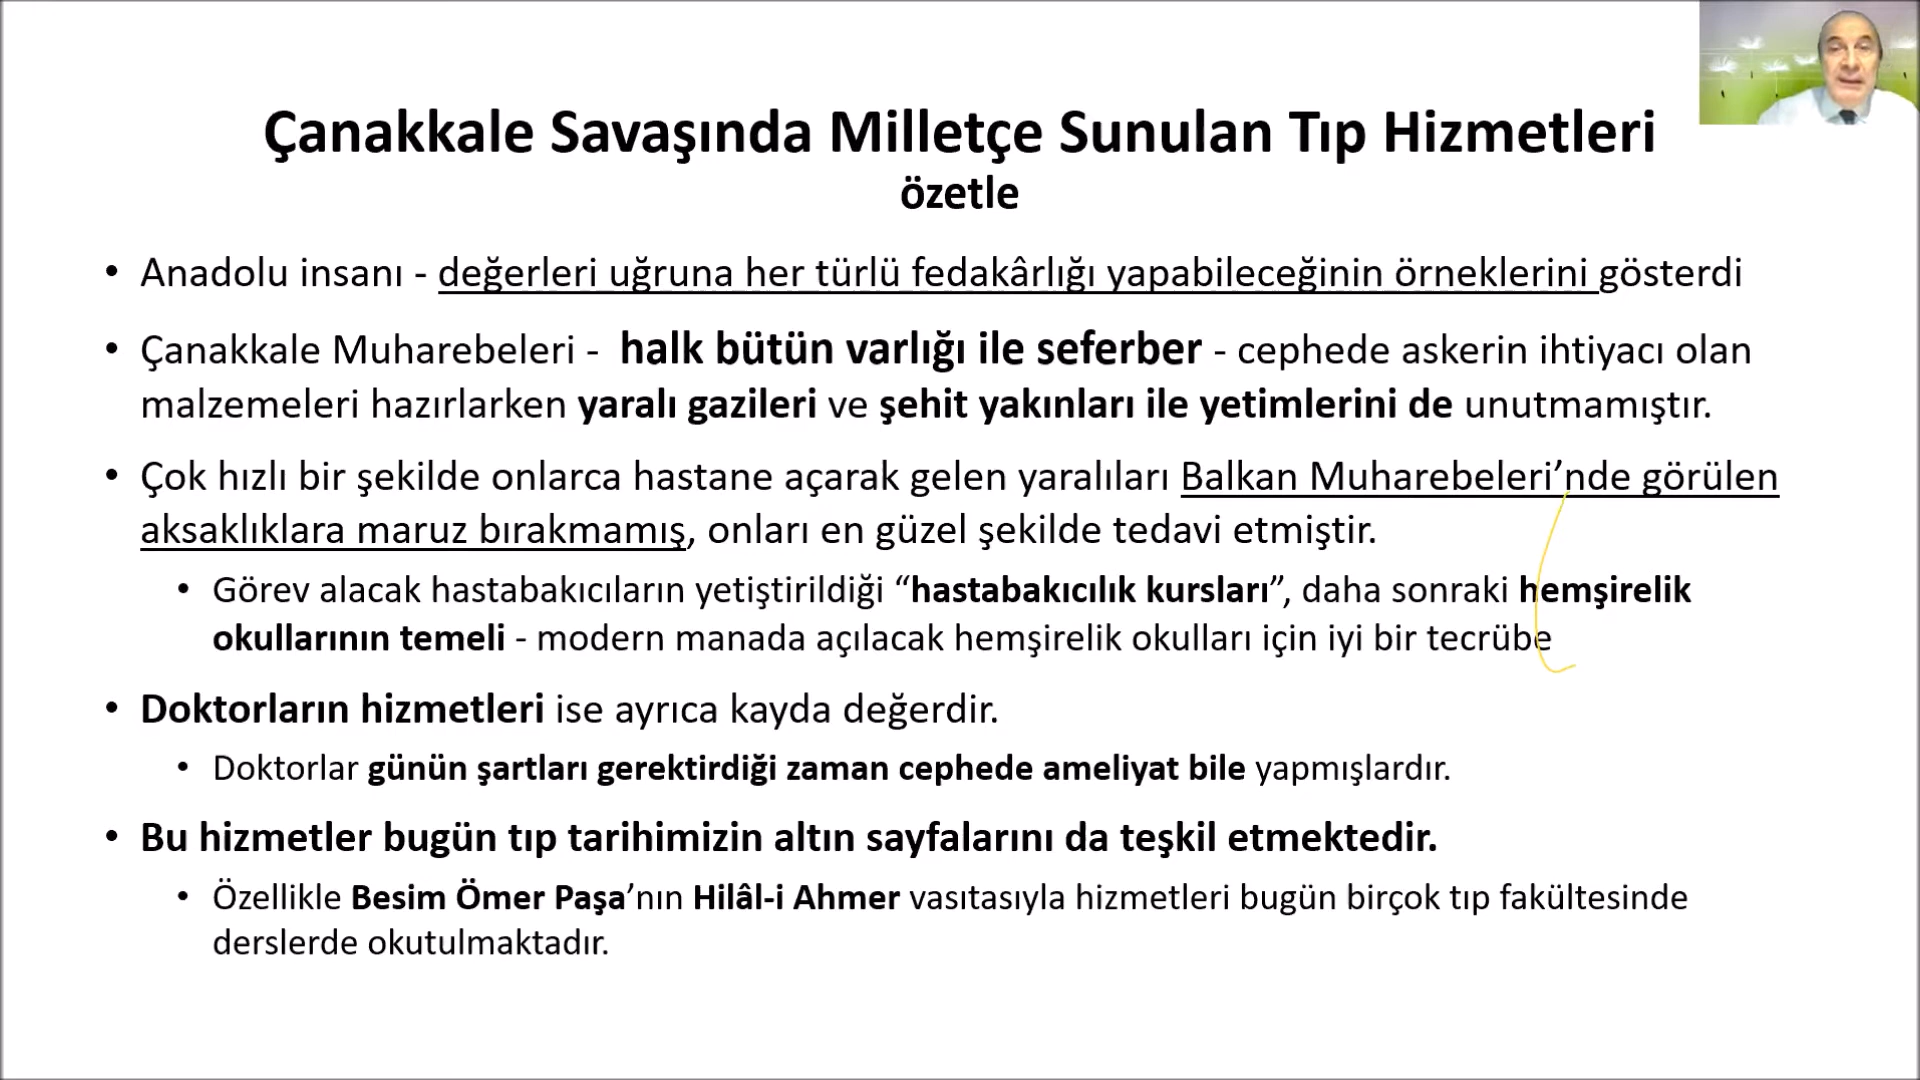 Çanakkale Savaşında Milletçe Sunulan Tıp Hizmetleri
özetle
• Anadolu insanı - değerleri uğruna her türlü fedakârlığı yapabileceğinin örneklerini gösterdi
• Çanakkale Muharebeleri - halk bütün varlığı ile seferber - cephede askerin ihtiyacı olan
malzemeleri hazırlarken yaralı gazileri ve şehit yakınları ile yetimlerini de unutmamıştır.
• Çok hızlı bir şekilde onlarca hastane açarak gelen yaralıları Balkan Muharebeleri’nde görülen
aksaklıklara maruz bırakmamış, onları en güzel şekilde tedavi etmiştir.
• Görev alacak hastabakıcıların yetiştirildiği “hastabakıcılık kursları”, daha sonraki hemşirelik
okullarının temeli - modern manada açılacak hemşirelik okulları için iyi bir tecrübe
• Doktorların hizmetleri ise ayrıca kayda değerdir.
• Doktorlar günün şartları gerektirdiği zaman cephede ameliyat bile yapmışlardır.
• Bu hizmetler bugün tıp tarihimizin altın sayfalarını da teşkil etmektedir.
• Özellikle Besim Ömer Paşa’nın Hilâl-i Ahmer vasıtasıyla hizmetleri bugün birçok tıp fakültesinde
derslerde okutulmaktadır.